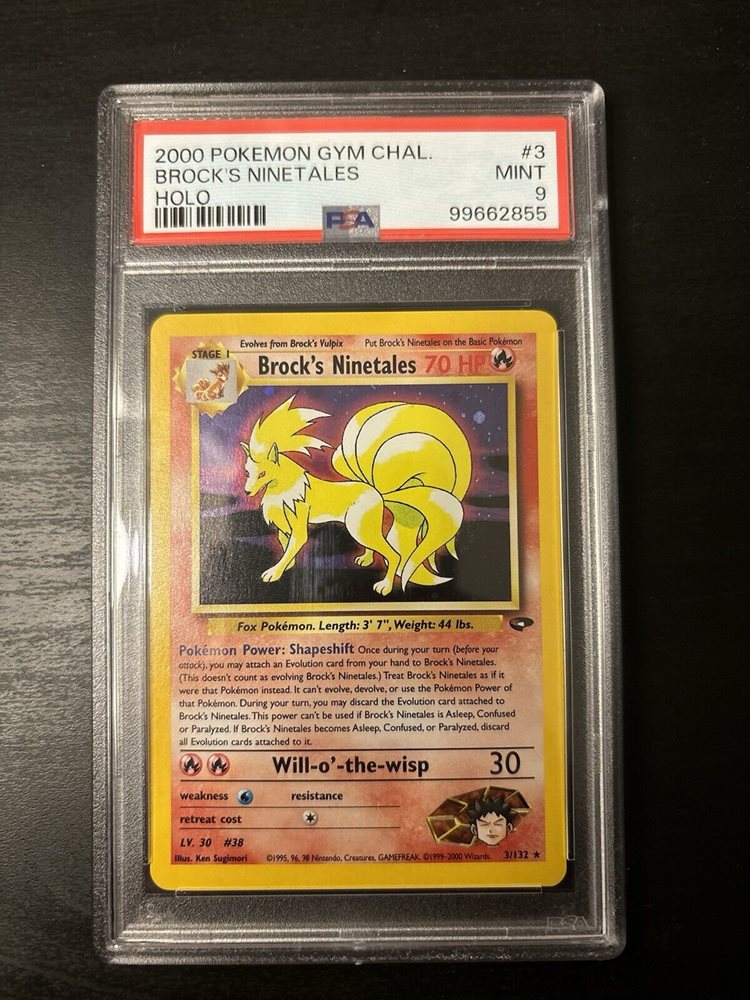 2000 POKEMON GYM CHAL. #3
BROCK'S NINETALES MINT
HOLO 9
PSA 99662855
Evolves from Brock's Vulpix Put Brock's Ninetales on the Basic Pokémon
STAGE 1
Brock's Ninetales 70 HP
Fox Pokémon. Length: 3' 7", Weight: 44 lbs.
Pokémon Power: Shapeshift Once during your turn (before your
attack), you may attach an Evolution card from your hand to Brock's Ninetales.
(This doesn't count as evolving Brock's Ninetales.) Treat Brock's Ninetales as if it
were that Pokémon instead. It can't evolve, devolve, or use the Pokémon Power of
that Pokémon. During your turn, you may discard the Evolution card attached to
Brock's Ninetales. This power can't be used if Brock's Ninetales is Asleep, Confused
or Paralyzed. If Brock's Ninetales becomes Asleep, Confused, or Paralyzed, discard
all Evolution cards attached to it.
Will-o'-the-wisp 30
weakness resistance
retreat cost
LV. 30 #38
Illus. Ken Sugimori ©1995, 96, 98 Nintendo, Creatures, GAMEFREAK. ©1999-2000 Wizards. 3/132 ★
PSA